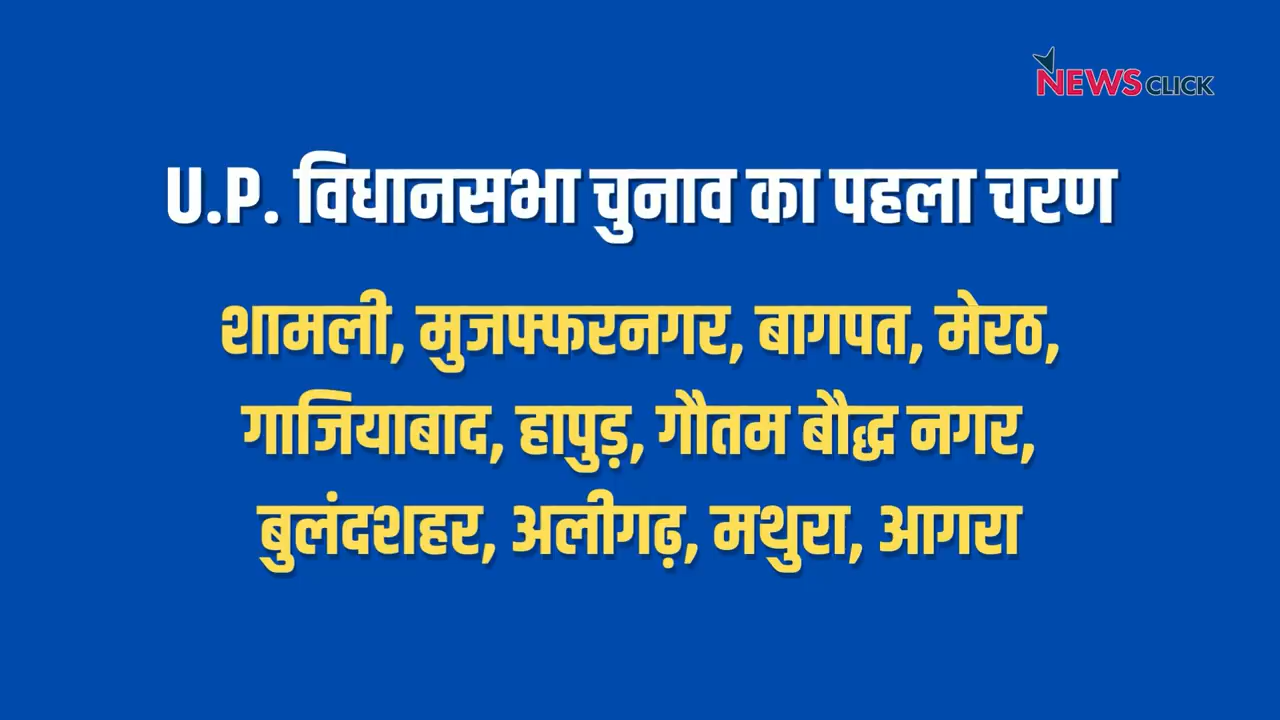 NEWSCLICK
U.P. विधानसभा चुनाव का पहला चरण
शामली, मुजफ्फरनगर, बागपत, मेरठ,
गाजियाबाद, हापुड़, गौतम बौद्ध नगर,
बुलंदशहर, अलीगढ़, मथुरा, आगरा